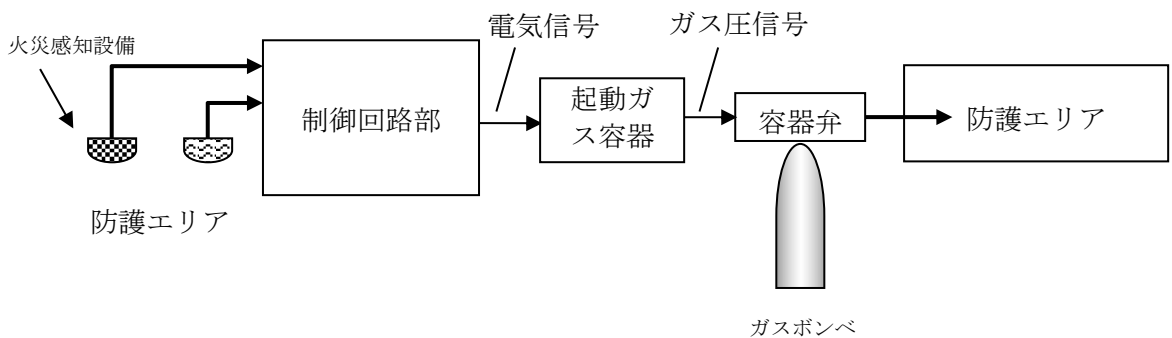 火災感知設備
防護エリア
制御回路部
電気信号
起動ガ
ス容器
ガス圧信号
容器弁
ガスボンベ
防護エリア